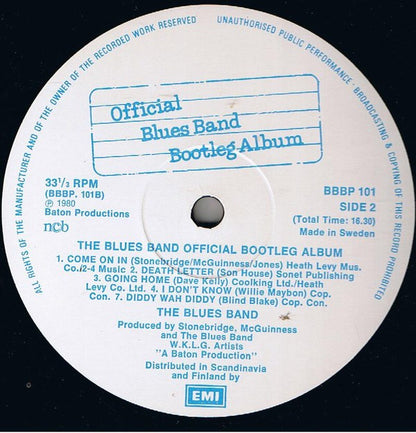 ALL RIGHTS OF THE MANUFACTURER AND OF THE OWNER OF THE RECORDED WORK RESERVED
UNAUTHORISED PUBLIC PERFORMANCE, BROADCASTING & COPYING OF THIS RECORD PROHIBITED
Official
Blues Band
Bootleg Album
33⅓ RPM
(BBBP. 101B)
℗ 1980
Baton Productions
ncb
BBBP 101
SIDE 2
(Total Time: 16.30)
Made in Sweden
THE BLUES BAND OFFICIAL BOOTLEG ALBUM
1. COME ON IN (Stonebridge/McGuinness/Jones) Heath Levy Mus.
Co./2-4 Music 2. DEATH LETTER (Son House) Sonet Publishing
3. GOING HOME (Dave Kelly) Coolking Ltd./Heath
Levy Co. Ltd. 4. I DON'T KNOW (Willie Maybon) Cop.
Con. 7. DIDDY WAH DIDDY (Blind Blake) Cop. Con.
THE BLUES BAND
Produced by Stonebridge, McGuinness
and The Blues Band
W.K.L.G. Artists
"A Baton Production"
Distributed in Scandinavia
and Finland by
EMI